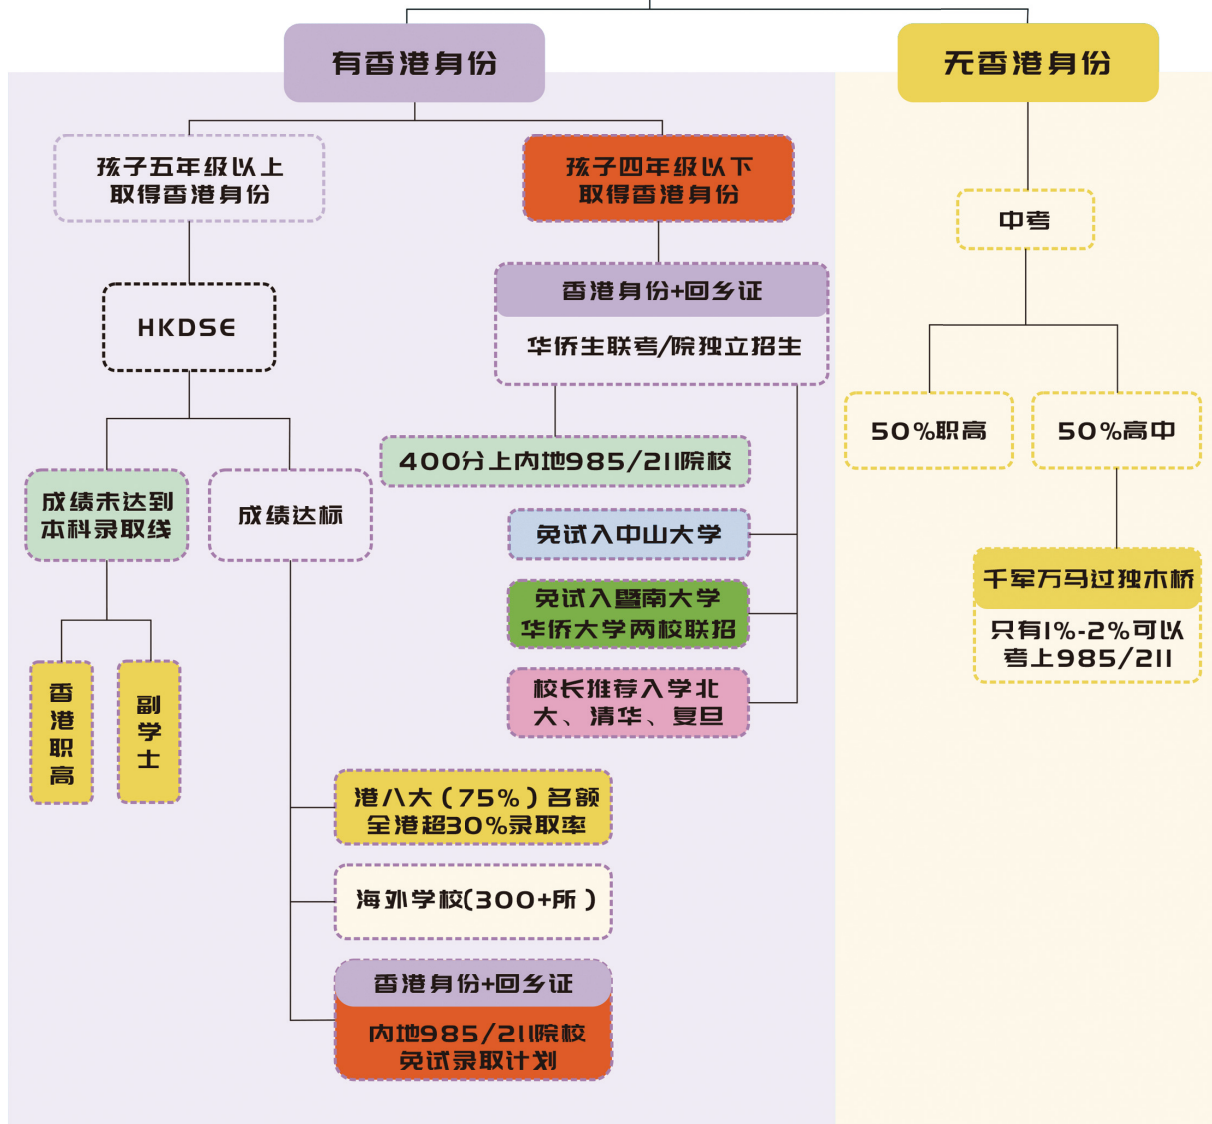 有香港身份
无香港身份
孩子五年级以上
取得香港身份
孩子四年级以下
取得香港身份
中考
香港身份+回乡证
华侨生联考/院独立招生
HKDSE
50%职高
50%高中
400分上内地985/211院校
成绩未达到
本科录取线
成绩达标
免试入中山大学
千军万马过独木桥
只有1%-2%可以
考上985/211
免试入暨南大学
华侨大学两校联招
校长推荐入学北
大、清华、复旦
香港职高
副学士
港八大（75%）名额
全港超30%录取率
海外学校(300+所）
香港身份+回乡证
内地985/211院校
免试录取计划